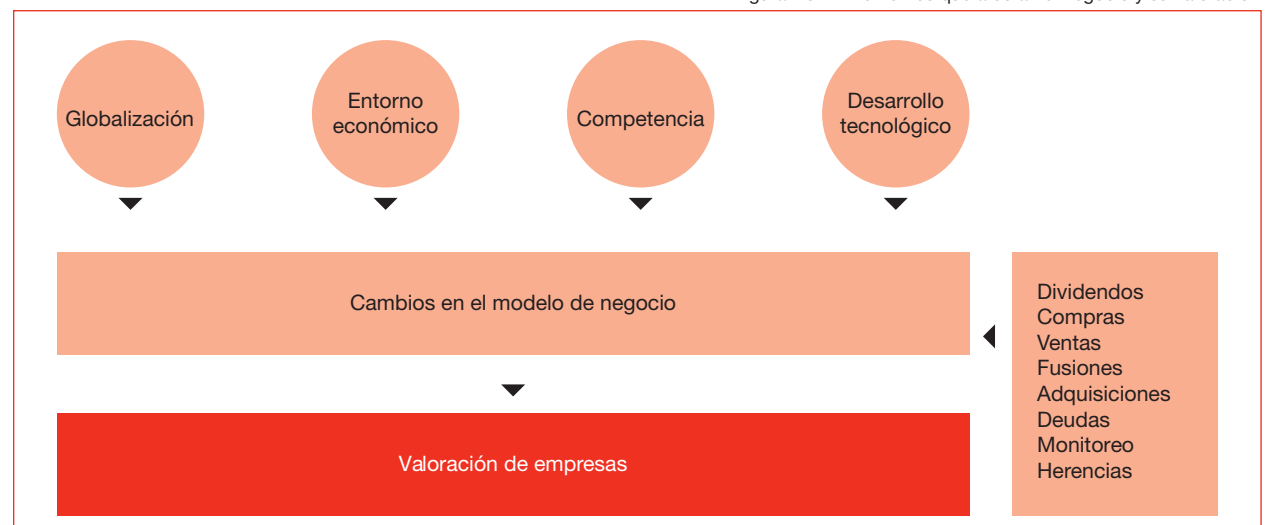 Globalización
Entorno
económico
Competencia
Desarrollo
tecnológico
Cambios en el modelo de negocio
Dividendos
Compras
Ventas
Fusiones
Adquisiciones
Deudas
Monitoreo
Herencias
Valoración de empresas